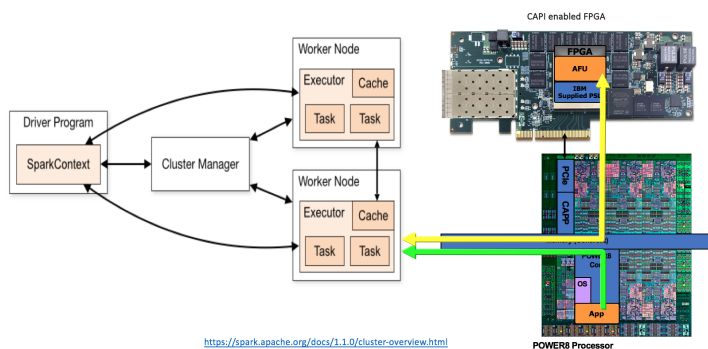 CAPI enabled FPGA
Worker Node
Executor
Cache
Task
Task
Driver Program
SparkContext
Cluster Manager
Worker Node
Executor
Cache
Task
Task
FPGA
AFU
IBM
Supplied PSL
PCIe
CAPP
POWER8
OS
App
https://spark.apache.org/docs/1.1.0/cluster-overview.html
POWER8 Processor